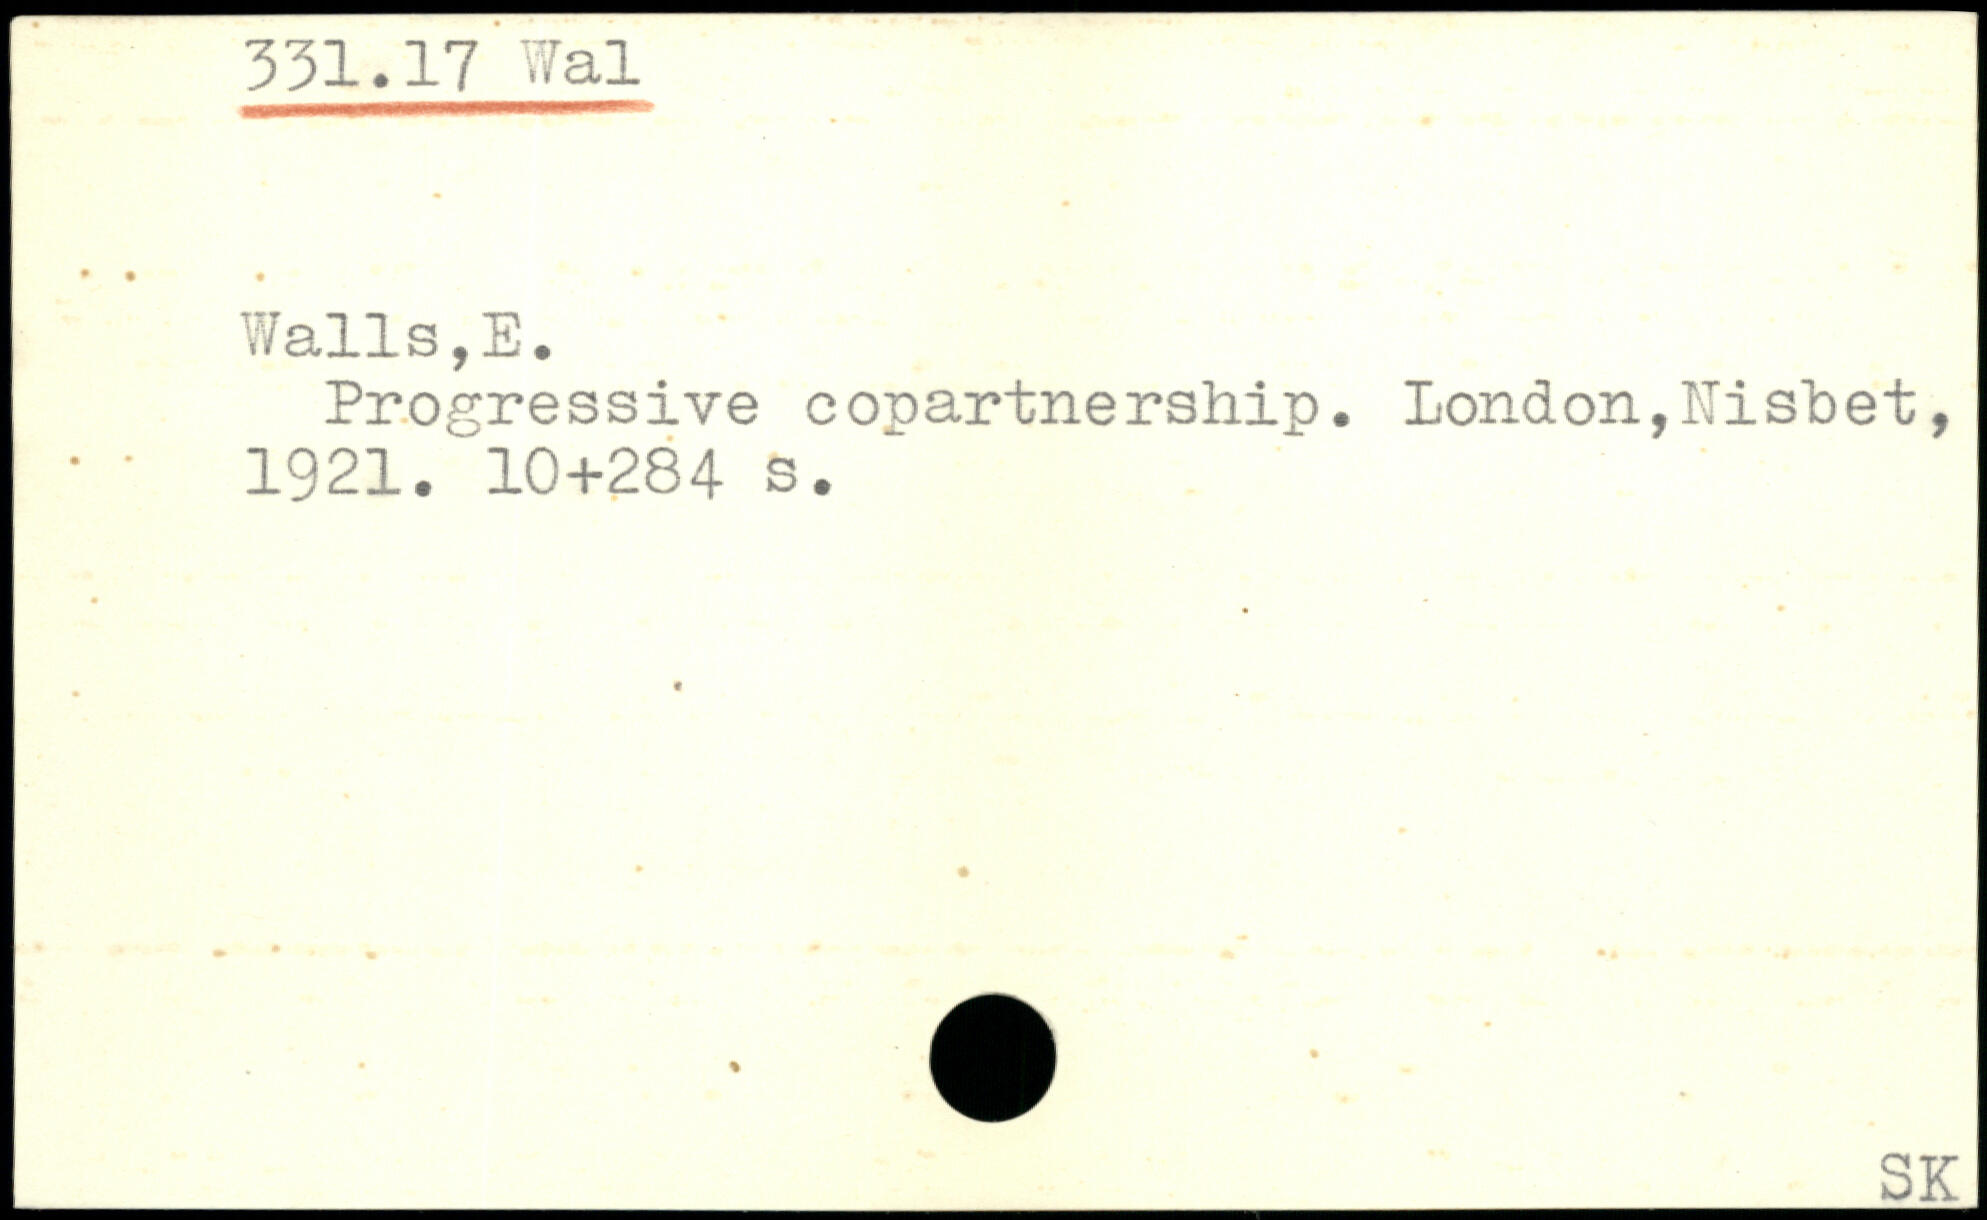 331.17 Wal
Walls,E.
Progressive copartnership. London,Nisbet,
1921. 10+284 s.
SK